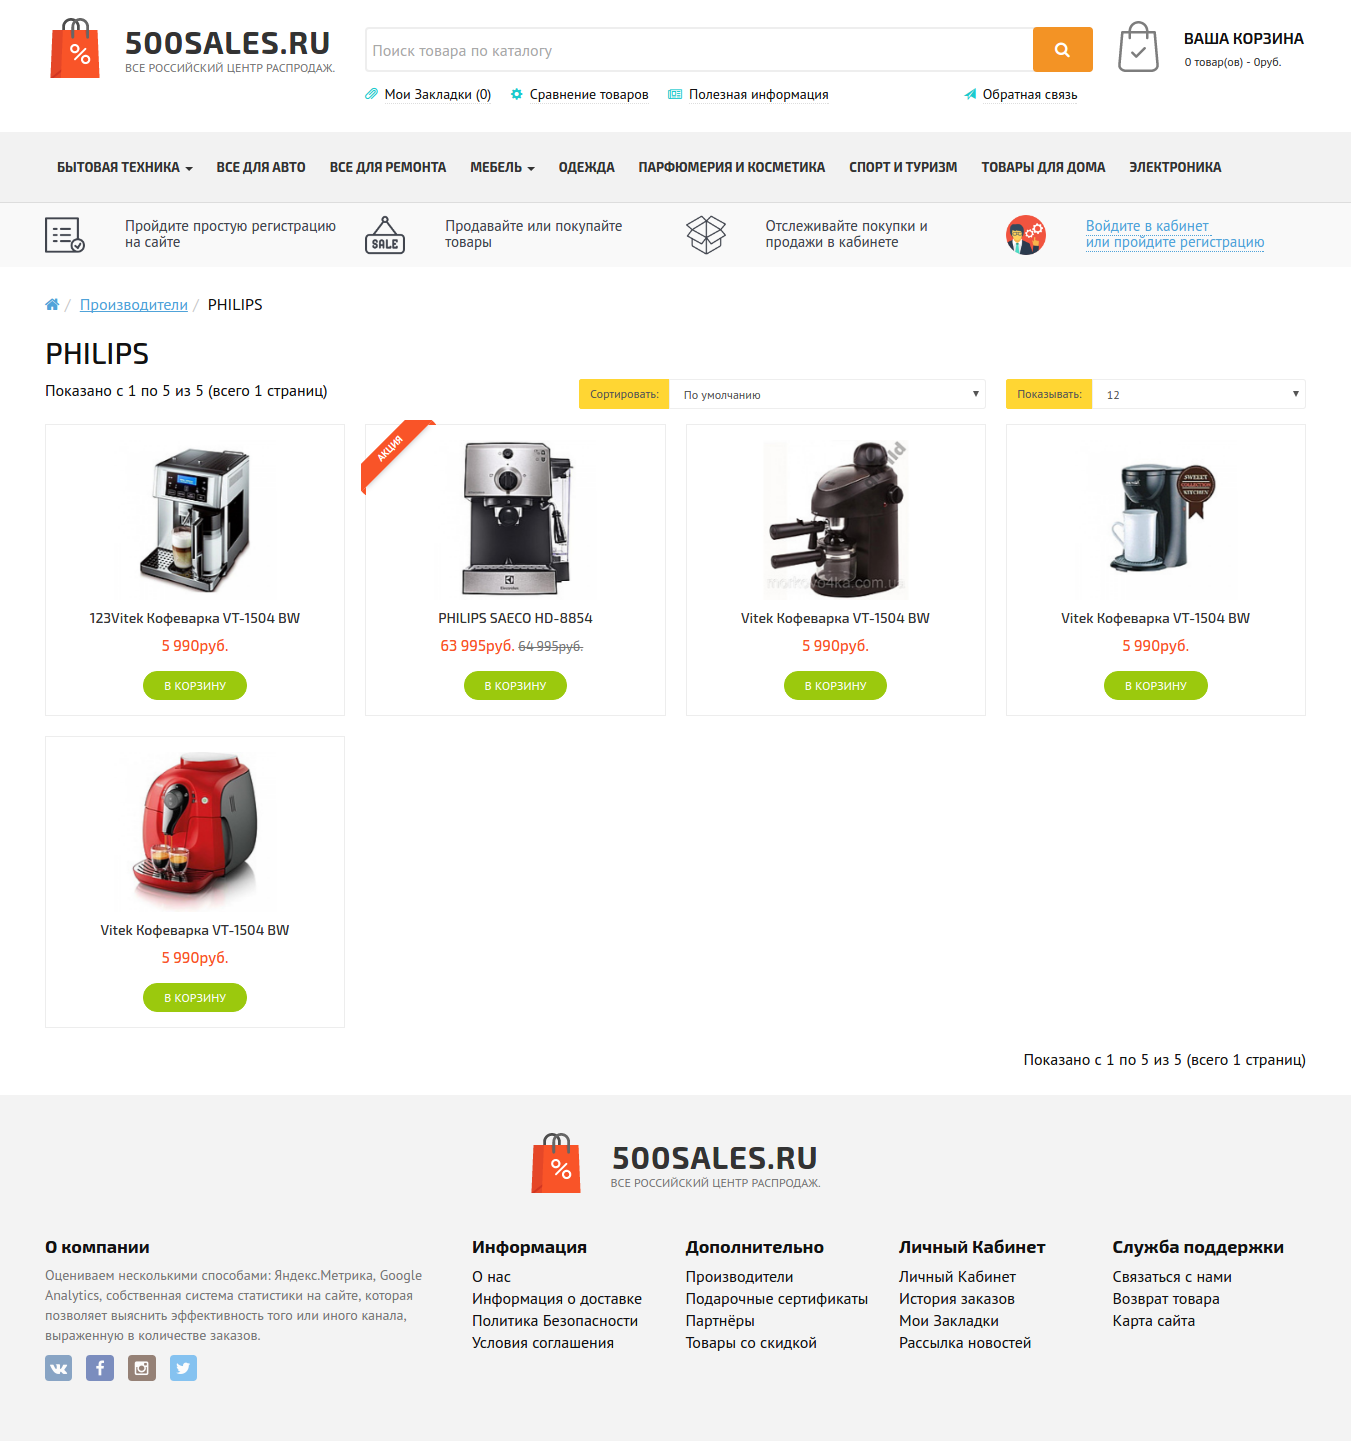 500SALES.RU
ВСЕ РОССИЙСКИЙ ЦЕНТР РАСПРОДАЖ.
Поиск товара по каталогу
ВАША КОРЗИНА
0 товар(ов) - 0руб.
Мои Закладки (0) Сравнение товаров Полезная информация Обратная связь
БЫТОВАЯ ТЕХНИКА ВСЕ ДЛЯ АВТО ВСЕ ДЛЯ РЕМОНТА МЕБЕЛЬ ОДЕЖДА ПАРФЮМЕРИЯ И КОСМЕТИКА СПОРТ И ТУРИЗМ ТОВАРЫ ДЛЯ ДОМА ЭЛЕКТРОНИКА
Пройдите простую регистрацию
на сайте
SALE
Продавайте или покупайте
товары
Отслеживайте покупки и
продажи в кабинете
Войдите в кабинет
или пройдите регистрацию
/ Производители / PHILIPS
PHILIPS
Показано с 1 по 5 из 5 (всего 1 страниц)
Сортировать: По умолчанию
Показывать: 12
АКЦИЯ
123Vitek Кофеварка VT-1504 BW
5 990руб.
В КОРЗИНУ
PHILIPS SAECO HD-8854
63 995руб. 64 995руб.
В КОРЗИНУ
Vitek Кофеварка VT-1504 BW
5 990руб.
В КОРЗИНУ
Vitek Кофеварка VT-1504 BW
5 990руб.
В КОРЗИНУ
Vitek Кофеварка VT-1504 BW
5 990руб.
В КОРЗИНУ
Показано с 1 по 5 из 5 (всего 1 страниц)
500SALES.RU
ВСЕ РОССИЙСКИЙ ЦЕНТР РАСПРОДАЖ.
О компании
Оцениваем несколькими способами: Яндекс.Метрика, Google
Analytics, собственная система статистики на сайте, которая
позволяет выяснить эффективность того или иного канала,
выраженную в количестве заказов.
Информация
О нас
Информация о доставке
Политика Безопасности
Условия соглашения
Дополнительно
Производители
Подарочные сертификаты
Партнёры
Товары со скидкой
Личный Кабинет
Личный Кабинет
История заказов
Мои Закладки
Рассылка новостей
Служба поддержки
Связаться с нами
Возврат товара
Карта сайта